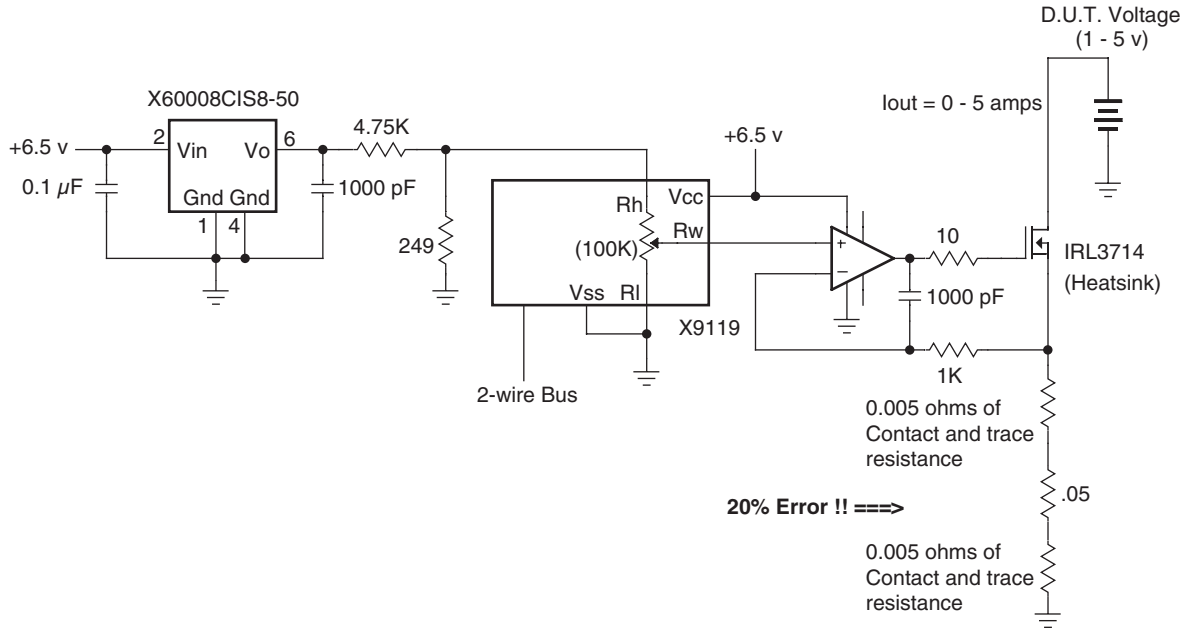 D.U.T. Voltage
(1 - 5 v)
X60008CIS8-50
Iout = 0 - 5 amps
4.75K
+6.5 v
2
Vin
Vo
6
+6.5 v
0.1 µF
Gnd Gnd
1000 pF
1
4
249
Rh
Vcc
Rw
(100K)
+
10
IRL3714
(Heatsink)
−
1000 pF
Vss
Rl
X9119
1K
2-wire Bus
0.005 ohms of
Contact and trace
resistance
.05
20% Error !! ===>
0.005 ohms of
Contact and trace
resistance